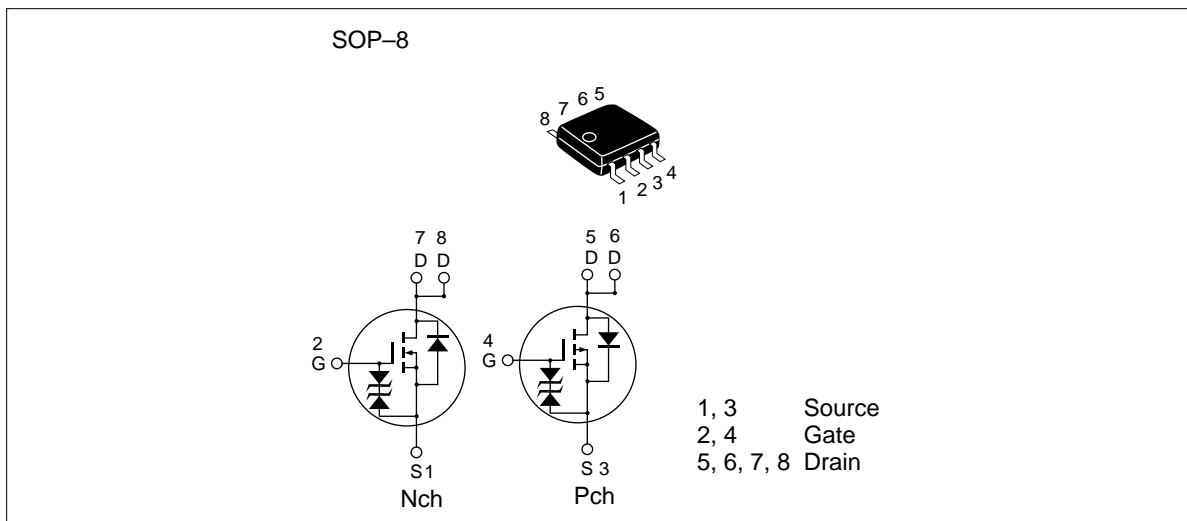 SOP–8
8 7 6 5
1 2 3 4
7 8
D D
5 6
D D
2
G
4
G
S1
S 3
Nch
Pch
1, 3 Source
2, 4 Gate
5, 6, 7, 8 Drain